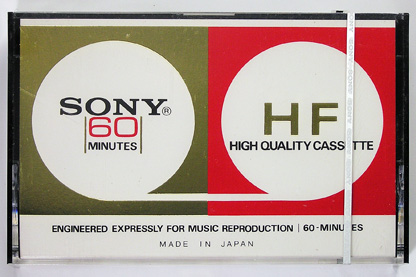 SONY®
60
MINUTES
HF
HIGH QUALITY CASSETTE
ENGINEERED EXPRESSLY FOR MUSIC REPRODUCTION | 60-MINUTES
MADE IN JAPAN